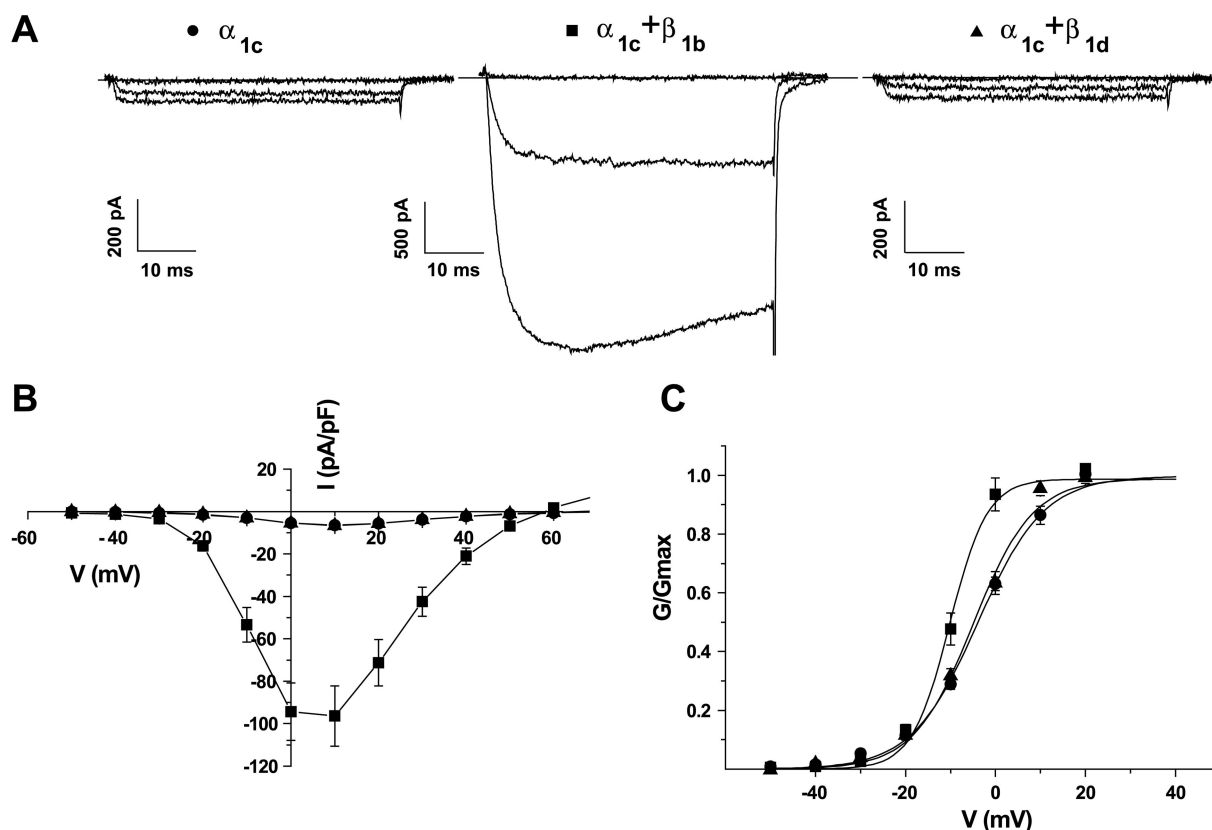 A
● α1c
■ α1c+β1b
▲ α1c+β1d
200 pA
10 ms
500 pA
10 ms
200 pA
10 ms
B
I (pA/pF)
20
-60 -40 -20 20 40 60
V (mV)
-20
-40
-60
-80
-100
-120
C
G/Gmax
1.0
0.8
0.6
0.4
0.2
-40 -20 0 20 40
V (mV)